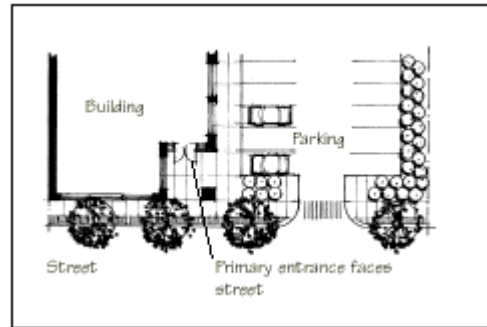 Building
Parking
Street
Primary entrance faces
street